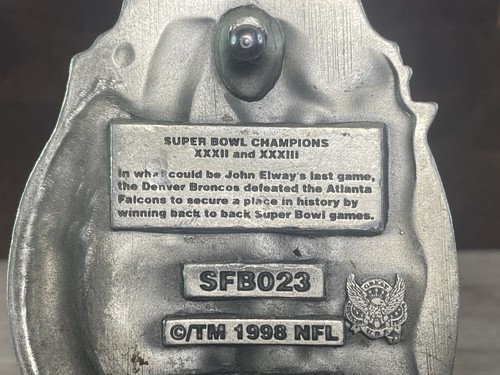 SUPER BOWL CHAMPIONS
XXXII and XXXIII
In what could be John Elway's last game,
the Denver Broncos defeated the Atlanta
Falcons to secure a place in history by
winning back to back Super Bowl games.
SFB023
©/TM 1998 NFL
GREAT